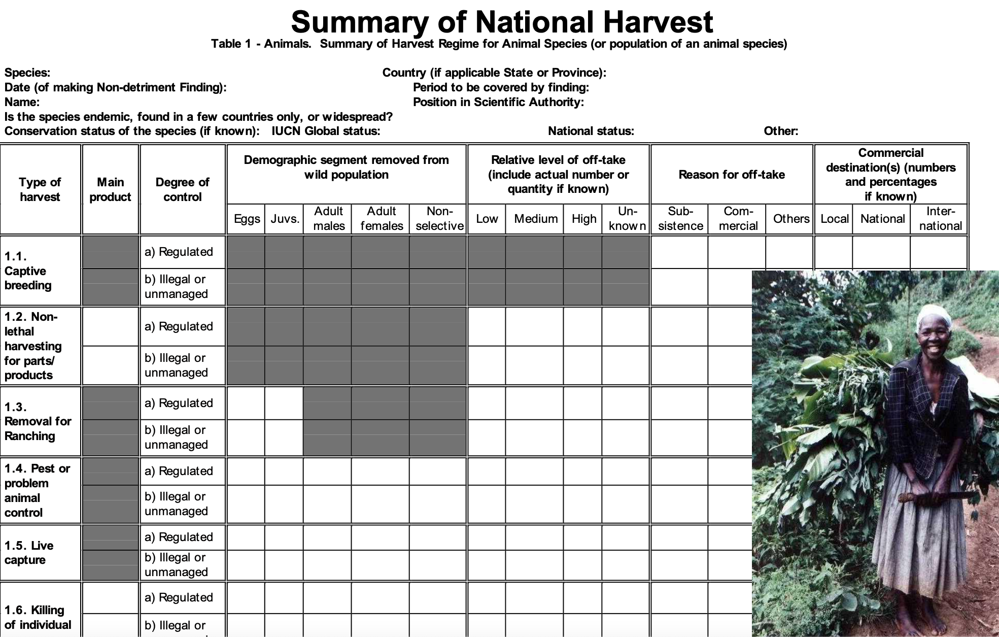 Summary of National Harvest
Table 1 - Animals. Summary of Harvest Regime for Animal Species (or population of an animal species)
Species: Country (if applicable State or Province):
Date (of making Non-detriment Finding): Period to be covered by finding:
Name: Position in Scientific Authority:
Is the species endemic, found in a few countries only, or widespread?
Conservation status of the species (if known): IUCN Global status: National status: Other:
Type of
harvest
Main
product
Degree of
control
Demographic segment removed from
wild population
Relative level of off-take
(include actual number or
quantity if known)
Reason for off-take
Commercial
destination(s) (numbers
and percentages
if known)
Eggs
Juvs.
Adult
males
Adult
females
Non-
selective
Low
Medium
High
Un-
known
Sub-
sistence
Com-
mercial
Others
Local
National
Inter-
national
1.1.
Captive
breeding
a) Regulated
b) Illegal or
unmanaged
1.2. Non-
lethal
harvesting
for parts/
products
a) Regulated
b) Illegal or
unmanaged
1.3.
Removal for
Ranching
a) Regulated
b) Illegal or
unmanaged
1.4. Pest or
problem
animal
control
a) Regulated
b) Illegal or
unmanaged
1.5. Live
capture
a) Regulated
b) Illegal or
unmanaged
1.6. Killing
of individual
a) Regulated
b) Illegal or